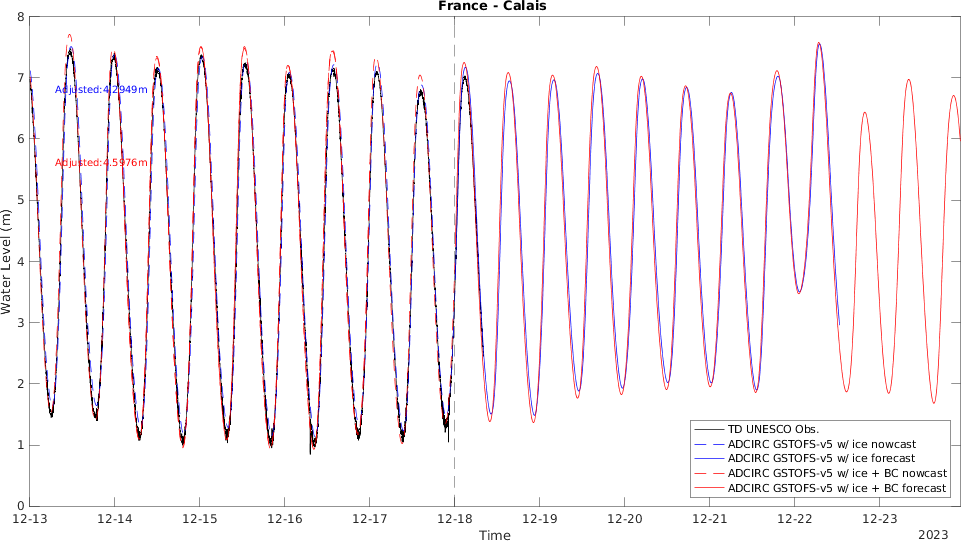 France - Calais
8
7
6
5
4
3
2
1
0
Water Level (m)
Adjusted:4.2949m
Adjusted:4.5976m
TD UNESCO Obs.
ADCIRC GSTOFS-v5 w/ ice nowcast
ADCIRC GSTOFS-v5 w/ ice forecast
ADCIRC GSTOFS-v5 w/ ice + BC nowcast
ADCIRC GSTOFS-v5 w/ ice + BC forecast
12-13 12-14 12-15 12-16 12-17 12-18 12-19 12-20 12-21 12-22 12-23
Time
2023